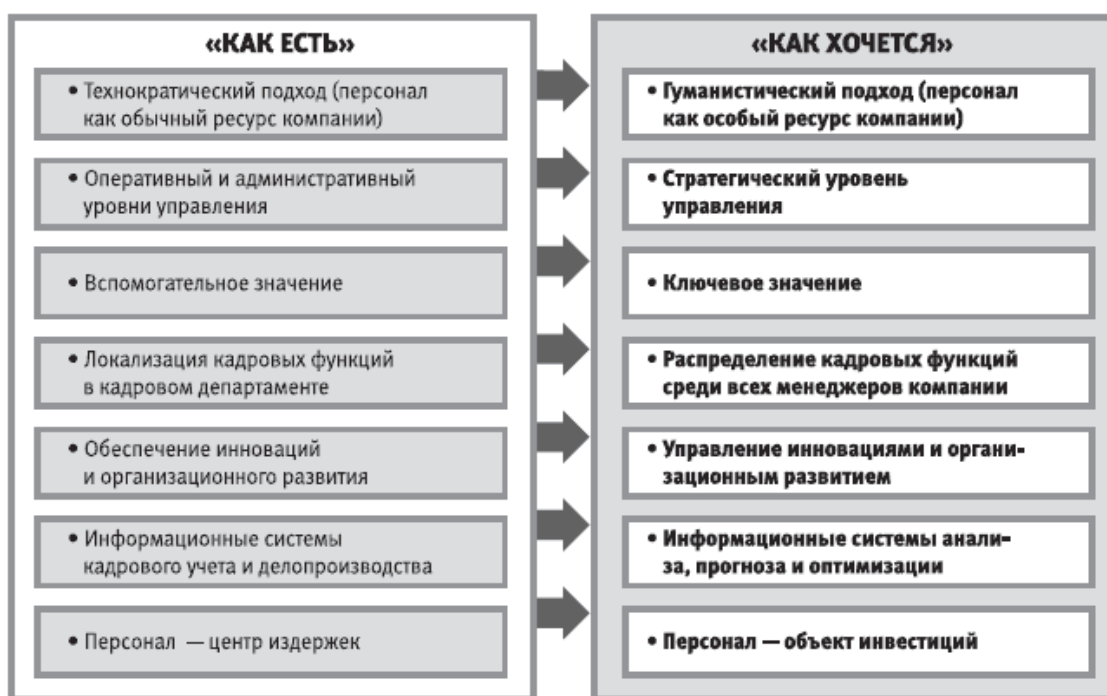 «КАК ЕСТЬ»
• Технократический подход (персонал
как обычный ресурс компании)
• Оперативный и административный
уровни управления
• Вспомогательное значение
• Локализация кадровых функций
в кадровом департаменте
• Обеспечение инноваций
и организационного развития
• Информационные системы
кадрового учета и делопроизводства
• Персонал — центр издержек
«КАК ХОЧЕТСЯ»
• Гуманистический подход (персонал
как особый ресурс компании)
• Стратегический уровень
управления
• Ключевое значение
• Распределение кадровых функций
среди всех менеджеров компании
• Управление инновациями и органи-
зационным развитием
• Информационные системы анали-
за, прогноза и оптимизации
• Персонал — объект инвестиций